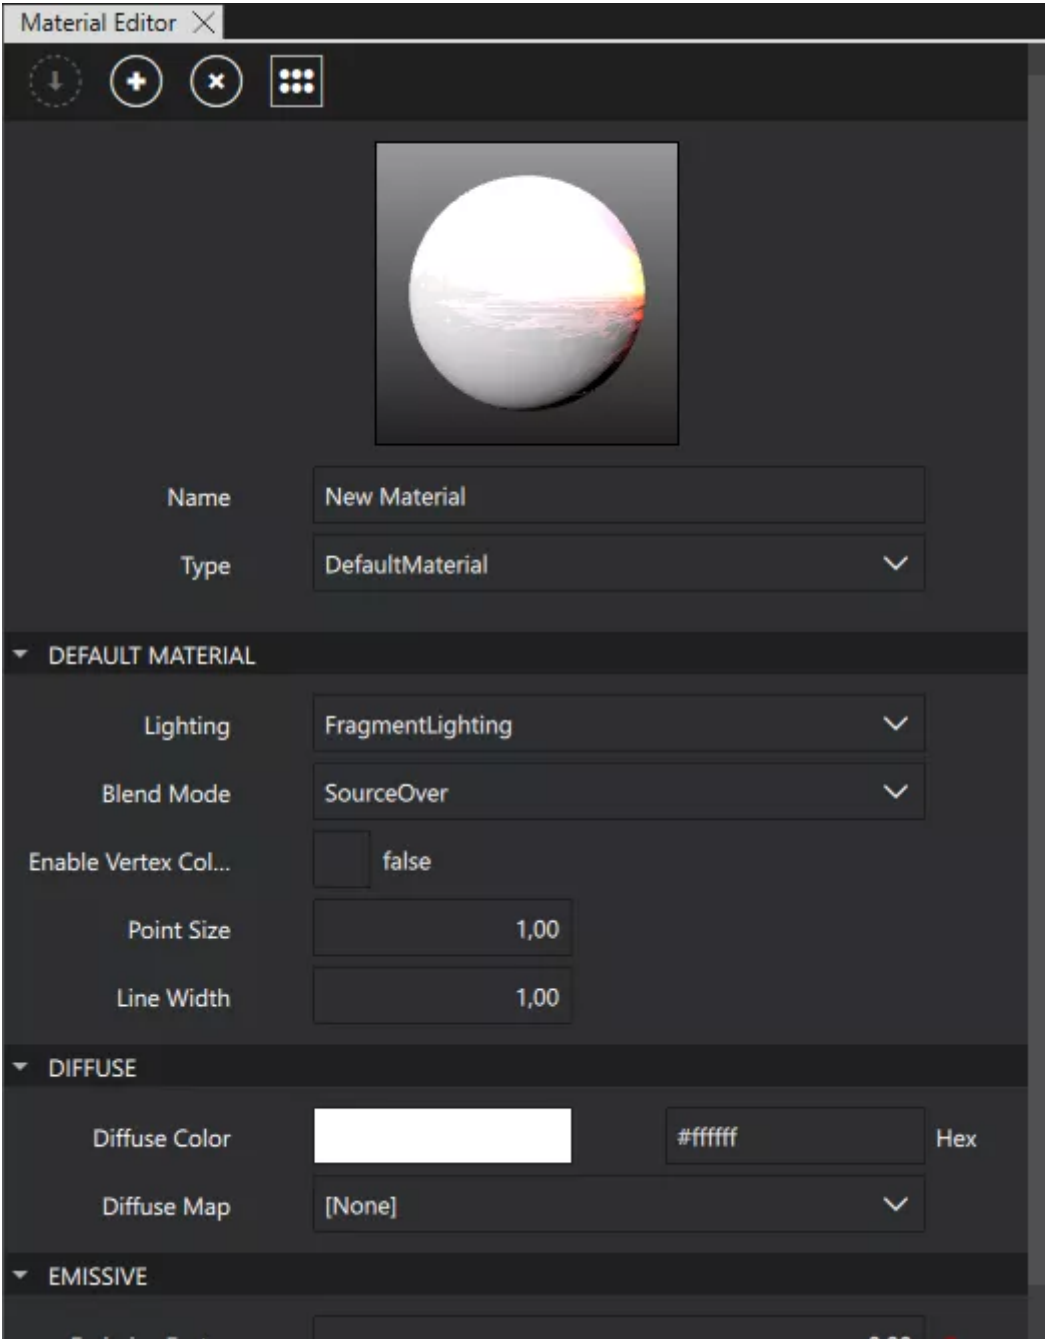 Material Editor
Name New Material
Type DefaultMaterial
DEFAULT MATERIAL
Lighting FragmentLighting
Blend Mode SourceOver
Enable Vertex Col... false
Point Size 1,00
Line Width 1,00
DIFFUSE
Diffuse Color #ffffff Hex
Diffuse Map [None]
EMISSIVE